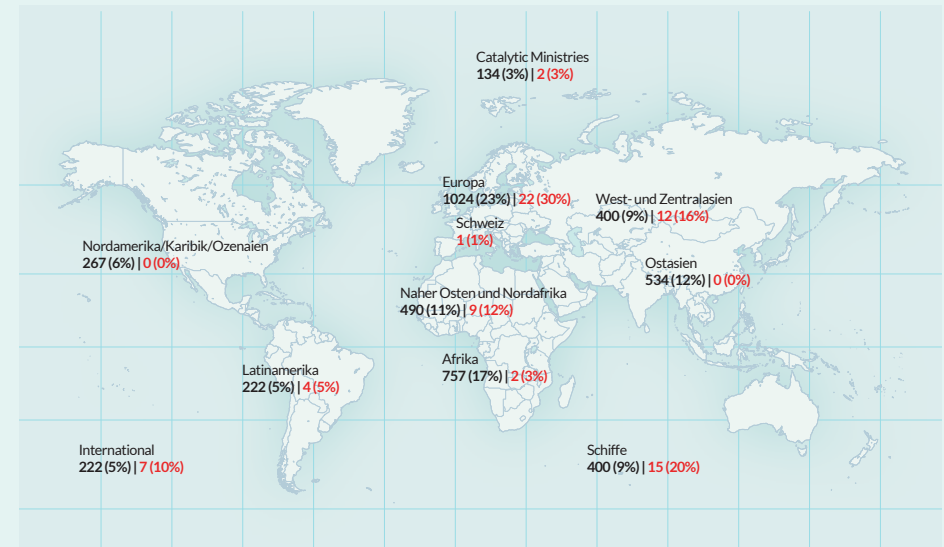 Catalytic Ministries
134 (3%) | 2 (3%)
Europa
1024 (23%) | 22 (30%)
West- und Zentralasien
400 (9%) | 12 (16%)
Schweiz
1 (1%)
Nordamerika/Karibik/Ozenaien
267 (6%) | 0 (0%)
Ostasien
534 (12%) | 0 (0%)
Naher Osten und Nordafrika
490 (11%) | 9 (12%)
Afrika
757 (17%) | 2 (3%)
Latinamerika
222 (5%) | 4 (5%)
International
222 (5%) | 7 (10%)
Schiffe
400 (9%) | 15 (20%)